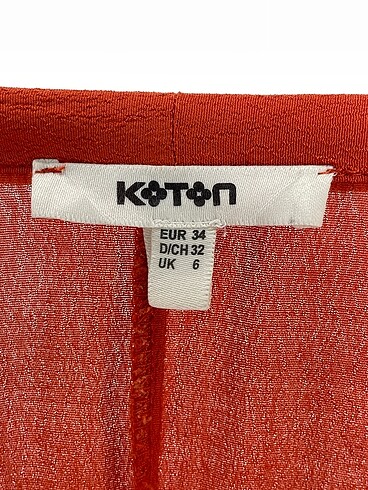 KOTON
EUR 34
D/CH 32
UK 6